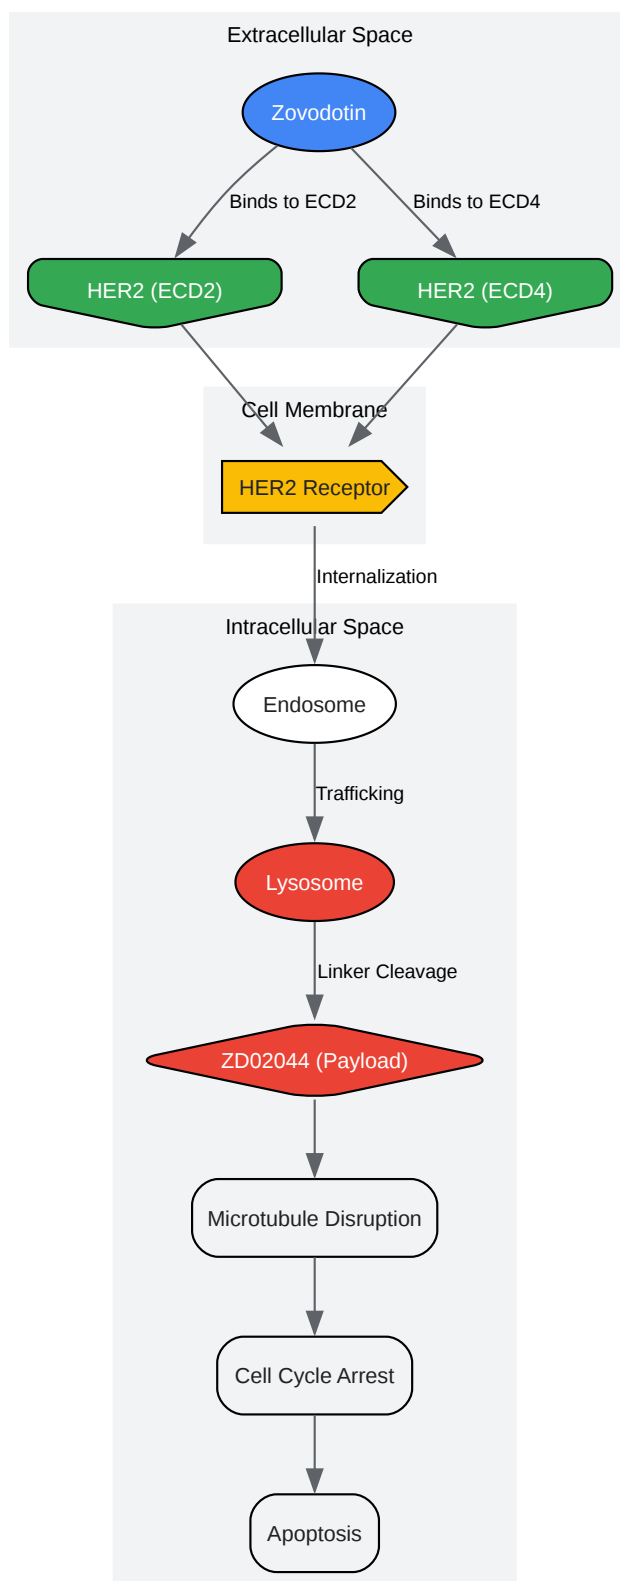 Extracellular Space
Zovodotin
Binds to ECD2
Binds to ECD4
HER2 (ECD2)
HER2 (ECD4)
Cell Membrane
HER2 Receptor
Internalization
Intracellular Space
Endosome
Trafficking
Lysosome
Linker Cleavage
ZD02044 (Payload)
Microtubule Disruption
Cell Cycle Arrest
Apoptosis